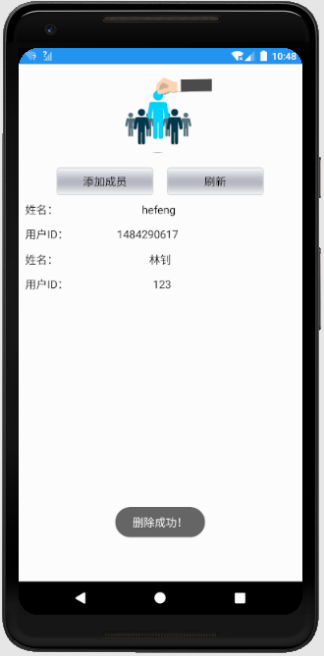 10:48
添加成员 刷新
姓名: hefeng
用户ID: 1484290617
姓名: 林钊
用户ID: 123
删除成功!